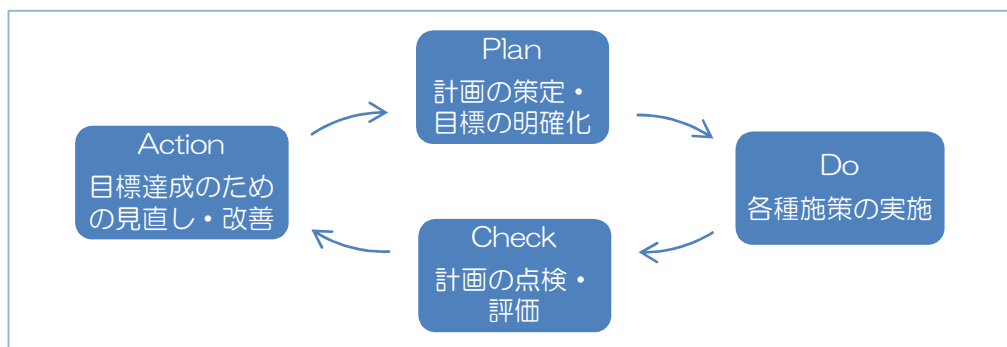 Plan
計画の策定・
目標の明確化
Action
目標達成のため
の見直し・改善
Do
各種施策の実施
Check
計画の点検・
評価